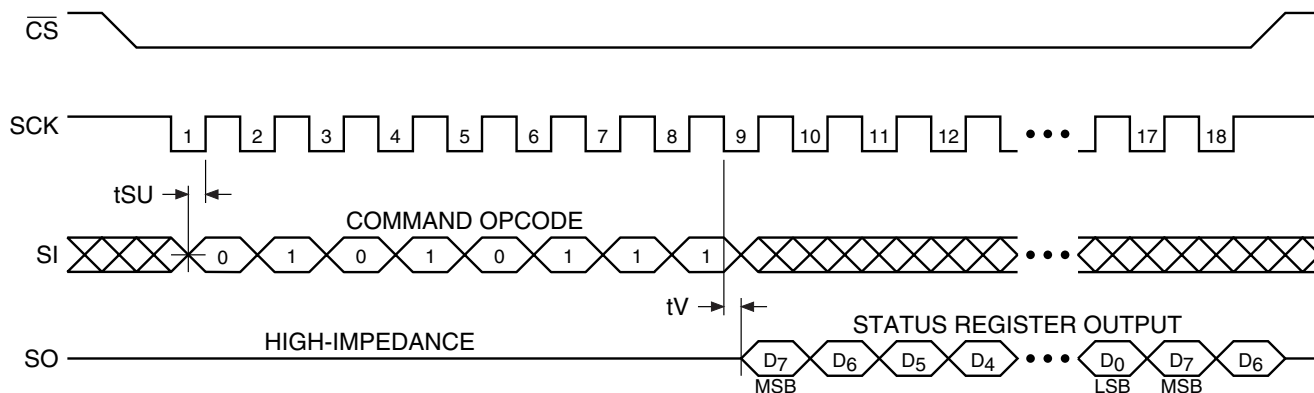 CS
SCK
1 2 3 4 5 6 7 8 9 10 11 12 17 18
tSU
COMMAND OPCODE
SI
0 1 0 1 0 1 1 1
tV
HIGH-IMPEDANCE
STATUS REGISTER OUTPUT
SO
D7 D6 D5 D4 D0 D7 D6
MSB LSB MSB